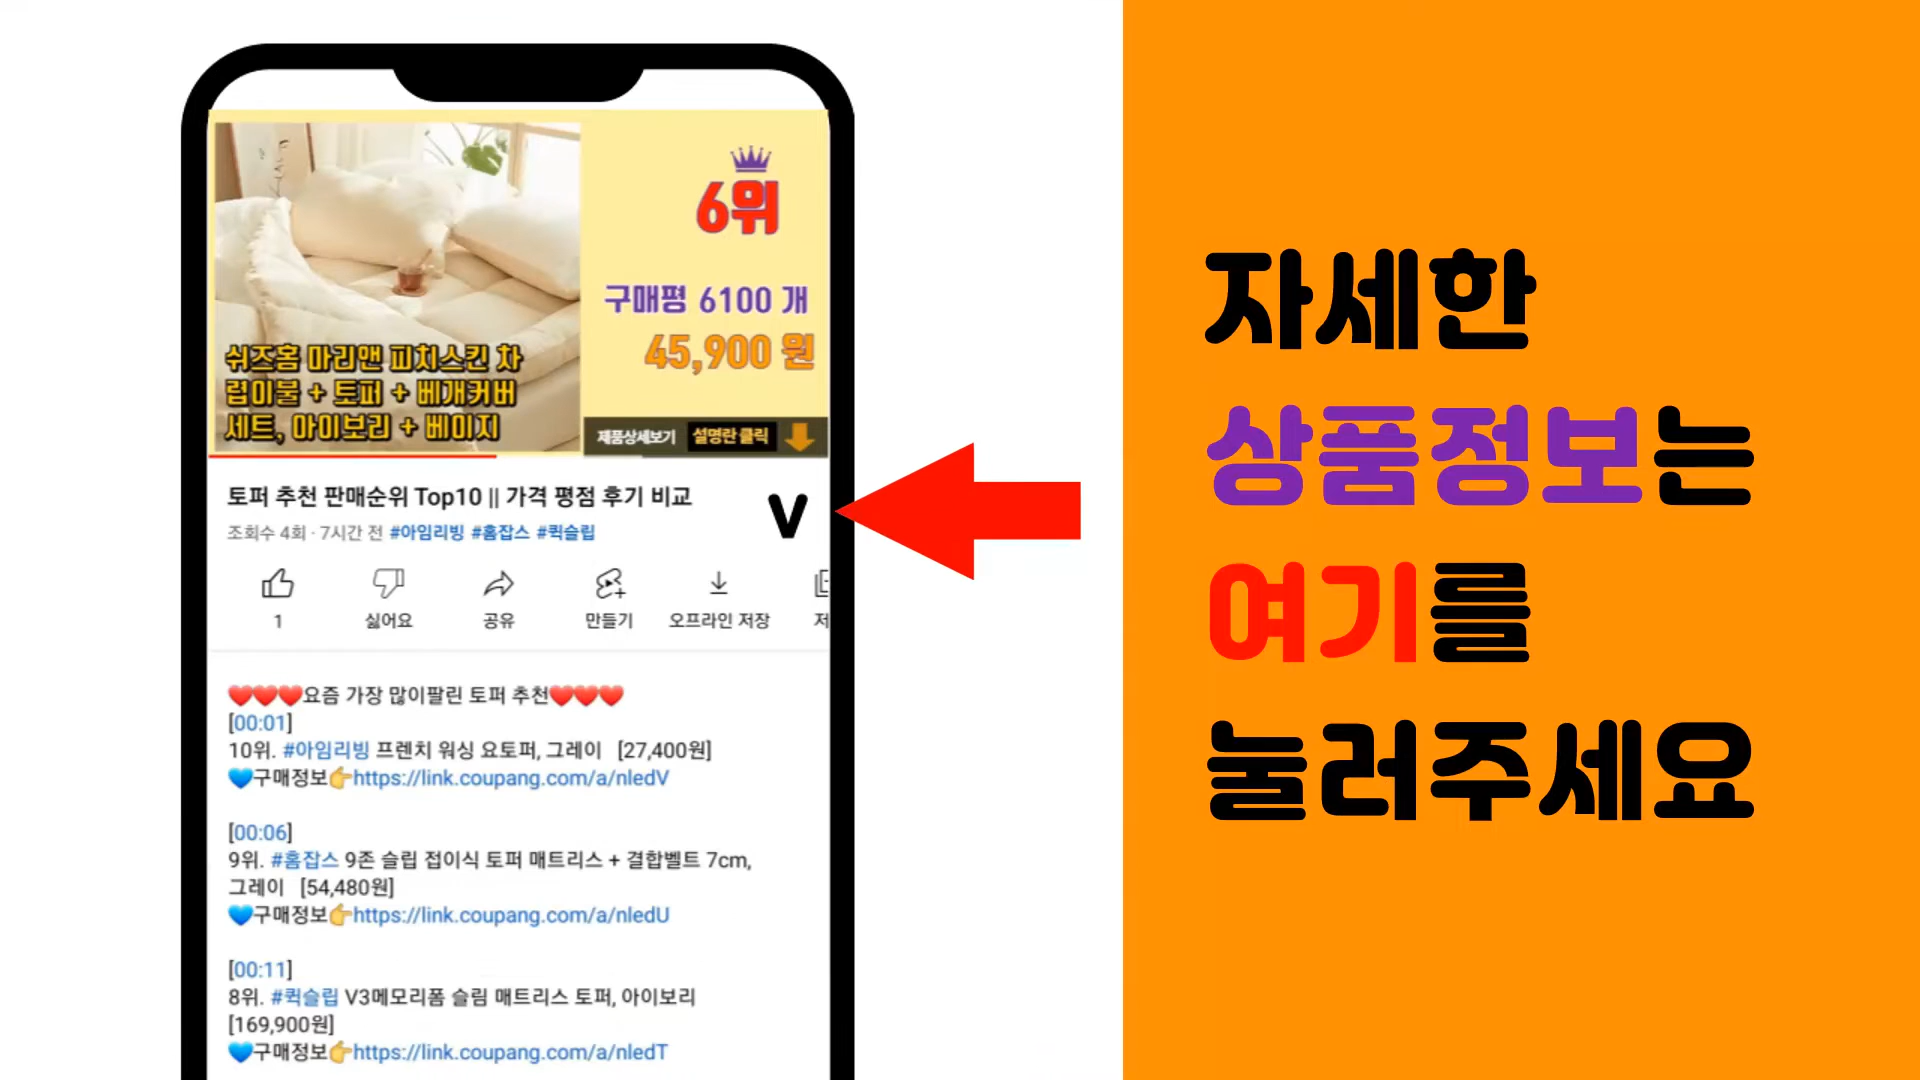 6위
구매평 6100 개
45,900 원
쉬즈홈 마리앤 피치스킨 차
렵이불 + 토퍼 + 베개커버
세트, 아이보리 + 베이지
제품상세보기 설명란 클릭
토퍼 추천 판매순위 Top10 || 가격 평점 후기 비교
V
조회수 4회 · 7시간 전 #아임리빙 #홈잡스 #퀵슬립
1 싫어요 공유 만들기 오프라인 저장 저
❤️❤️❤️요즘 가장 많이팔린 토퍼 추천❤️❤️❤️
[00:01]
10위. #아임리빙 프렌치 워싱 요토퍼, 그레이 [27,400원]
💙구매정보👉https://link.coupang.com/a/nledV
[00:06]
9위. #홈잡스 9존 슬립 접이식 토퍼 매트리스 + 결합벨트 7cm,
그레이 [54,480원]
💙구매정보👉https://link.coupang.com/a/nledU
[00:11]
8위. #퀵슬립 V3메모리폼 슬림 매트리스 토퍼, 아이보리
[169,900원]
💙구매정보👉https://link.coupang.com/a/nledT
자세한
상품정보는
여기를
눌러주세요